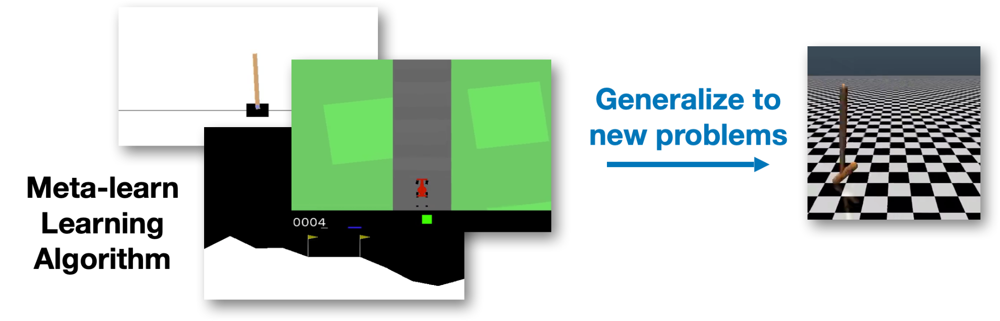 Meta-learn
Learning
Algorithm
0004
Generalize to
new problems